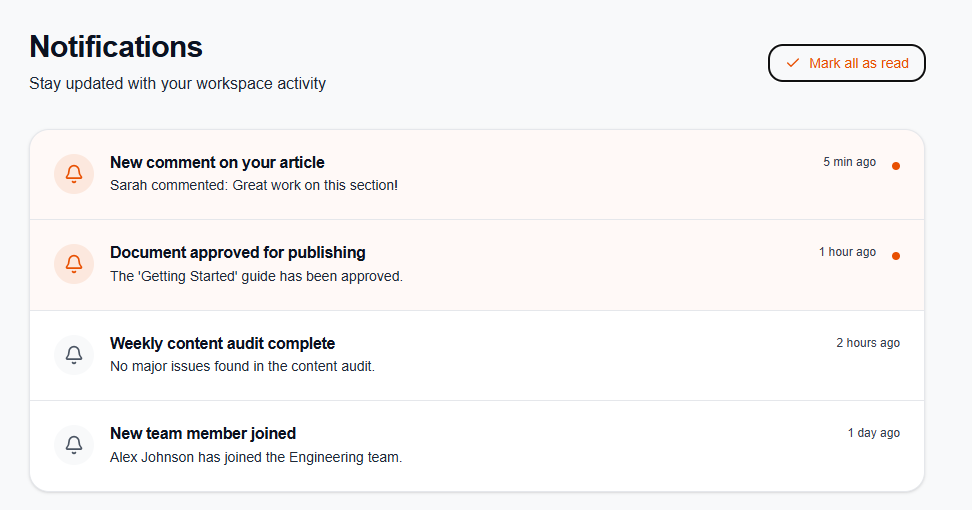 Notifications
Stay updated with your workspace activity
Mark all as read
New comment on your article
5 min ago
Sarah commented: Great work on this section!
Document approved for publishing
1 hour ago
The 'Getting Started' guide has been approved.
Weekly content audit complete
2 hours ago
No major issues found in the content audit.
New team member joined
1 day ago
Alex Johnson has joined the Engineering team.